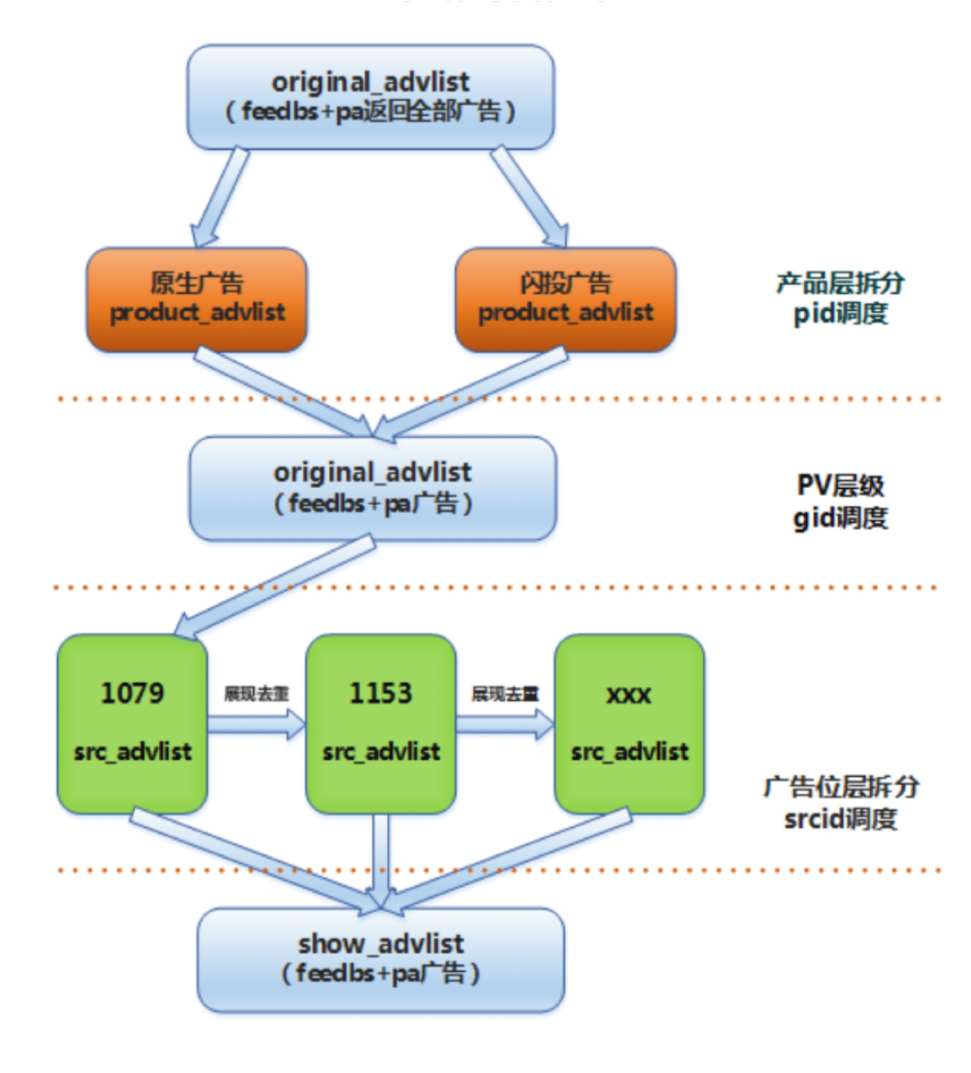 original_advlist
（feedbs+pa返回全部广告）
原生广告
product_advlist
闪投广告
product_advlist
产品层拆分
pid调度
original_advlist
（feedbs+pa广告）
PV层级
gid调度
1079
src_advlist
展现去重
1153
src_advlist
展现去重
xxx
src_advlist
广告位层拆分
srcid调度
show_advlist
（feedbs+pa广告）